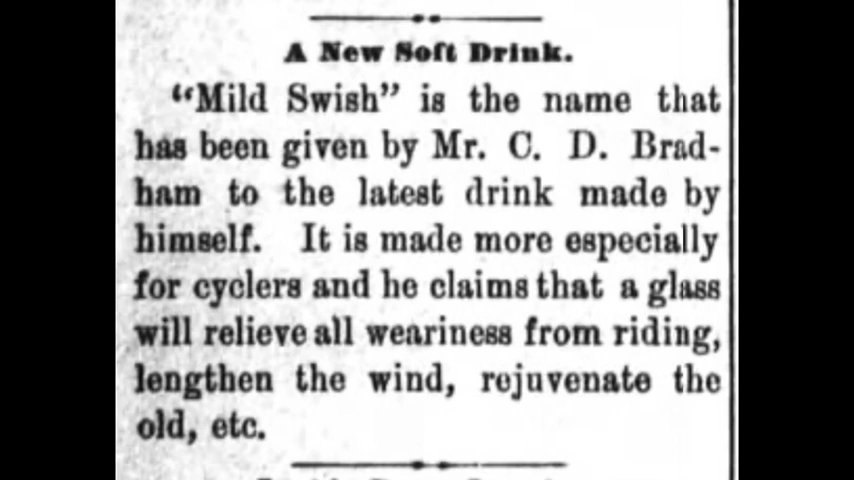 A New Soft Drink.
"Mild Swish" is the name that
has been given by Mr. C. D. Brad-
ham to the latest drink made by
himself. It is made more especially
for cyclers and he claims that a glass
will relieve all weariness from riding,
lengthen the wind, rejuvenate the
old, etc.